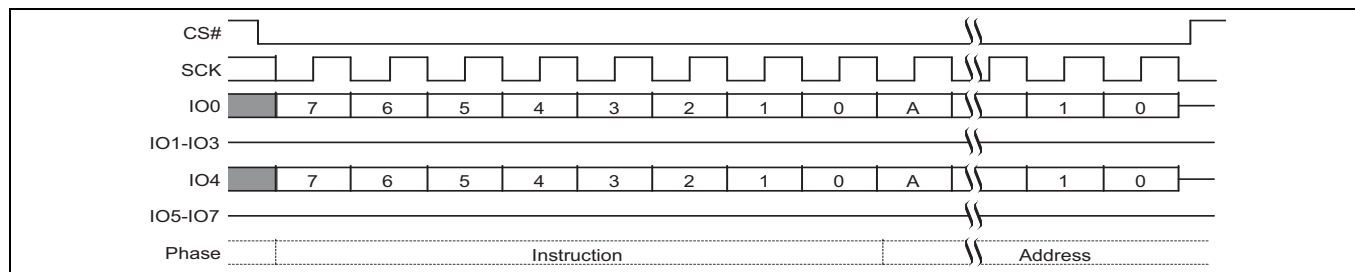 CS#
SCK
IO0 7 6 5 4 3 2 1 0 A 1 0
IO1-IO3
IO4 7 6 5 4 3 2 1 0 A 1 0
IO5-IO7
Phase Instruction Address